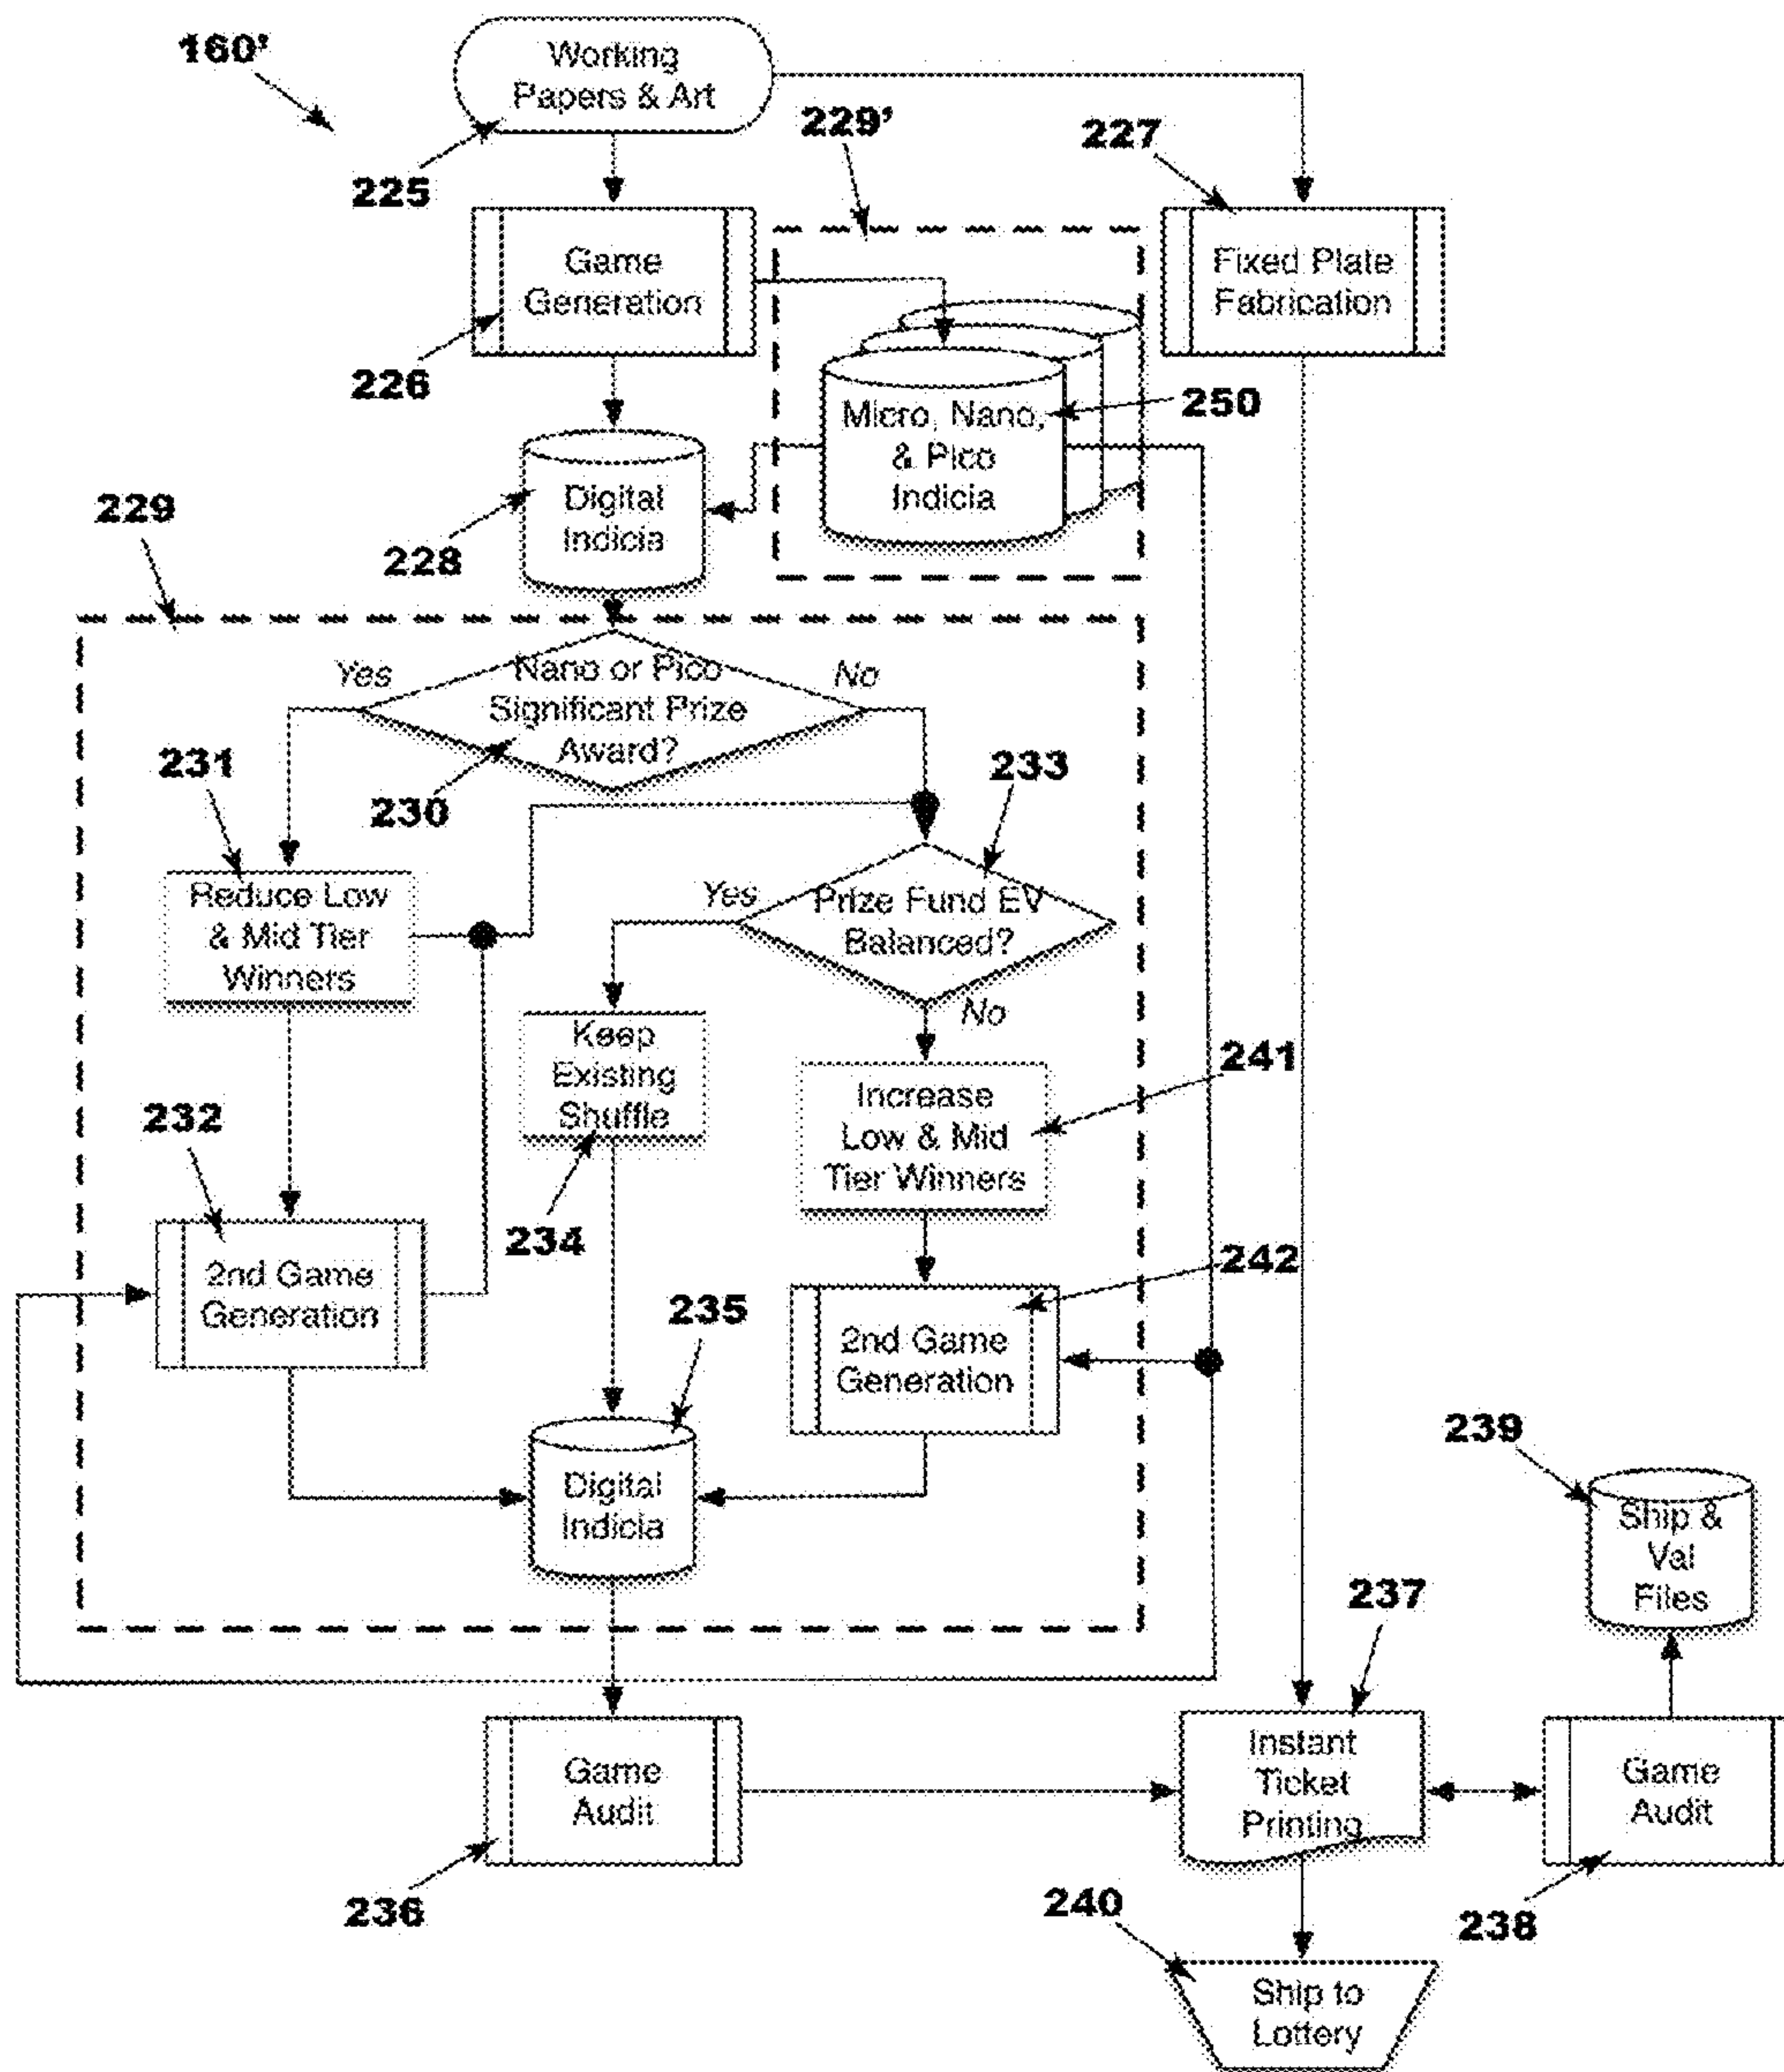 160'
Working
Papers & Art
225
229'
227
Game
Generation
226
Fixed Plate
Fabrication
Micro, Nano,
& Pico
Indicia
250
Digital
Indicia
228
229
Yes
Nano or Pico
Significant Prize
Award?
No
230
231
233
Reduce Low
& Mid Tier
Winners
Yes
Prize Fund EV
Balanced?
No
Keep
Existing
Shuffle
234
241
Increase
Low & Mid
Tier Winners
232
242
2nd Game
Generation
235
2nd Game
Generation
Digital
Indicia
239
Ship &
Val
Files
237
Game
Audit
236
Instant
Ticket
Printing
Game
Audit
238
240
Ship to
Lottery